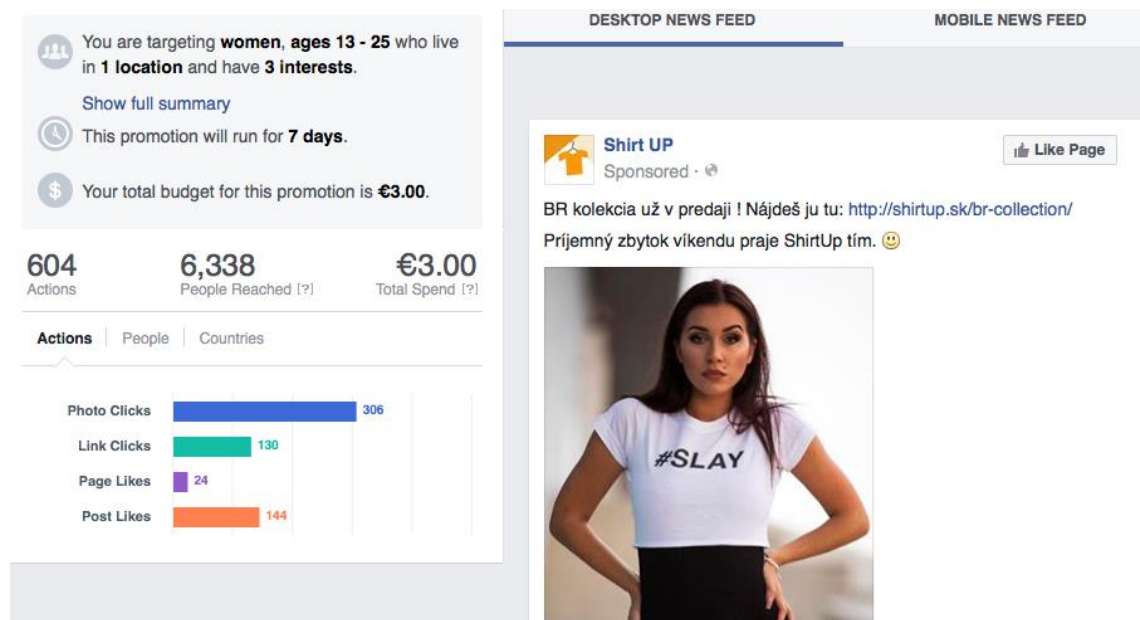 You are targeting women, ages 13 - 25 who live
in 1 location and have 3 interests.
Show full summary
This promotion will run for 7 days.
$
Your total budget for this promotion is €3.00.
604
Actions
6,338
People Reached [?]
€3.00
Total Spend [?]
Actions
People
Countries
Photo Clicks 306
Link Clicks 130
Page Likes 24
Post Likes 144
DESKTOP NEWS FEED
MOBILE NEWS FEED
Shirt UP
Sponsored ·
Like Page
BR kolekcia už v predaji ! Nájdeš ju tu: http://shirtup.sk/br-collection/
Príjemný zbytok víkendu praje ShirtUp tím. 🙂
#SLAY